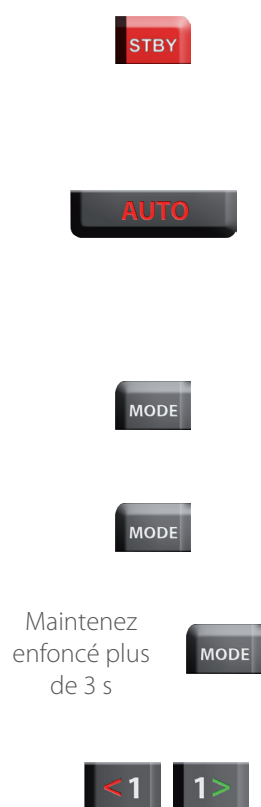 STBY
AUTO
MODE
MODE
Maintenez
enfoncé plus
de 3 s
MODE
<1 1>